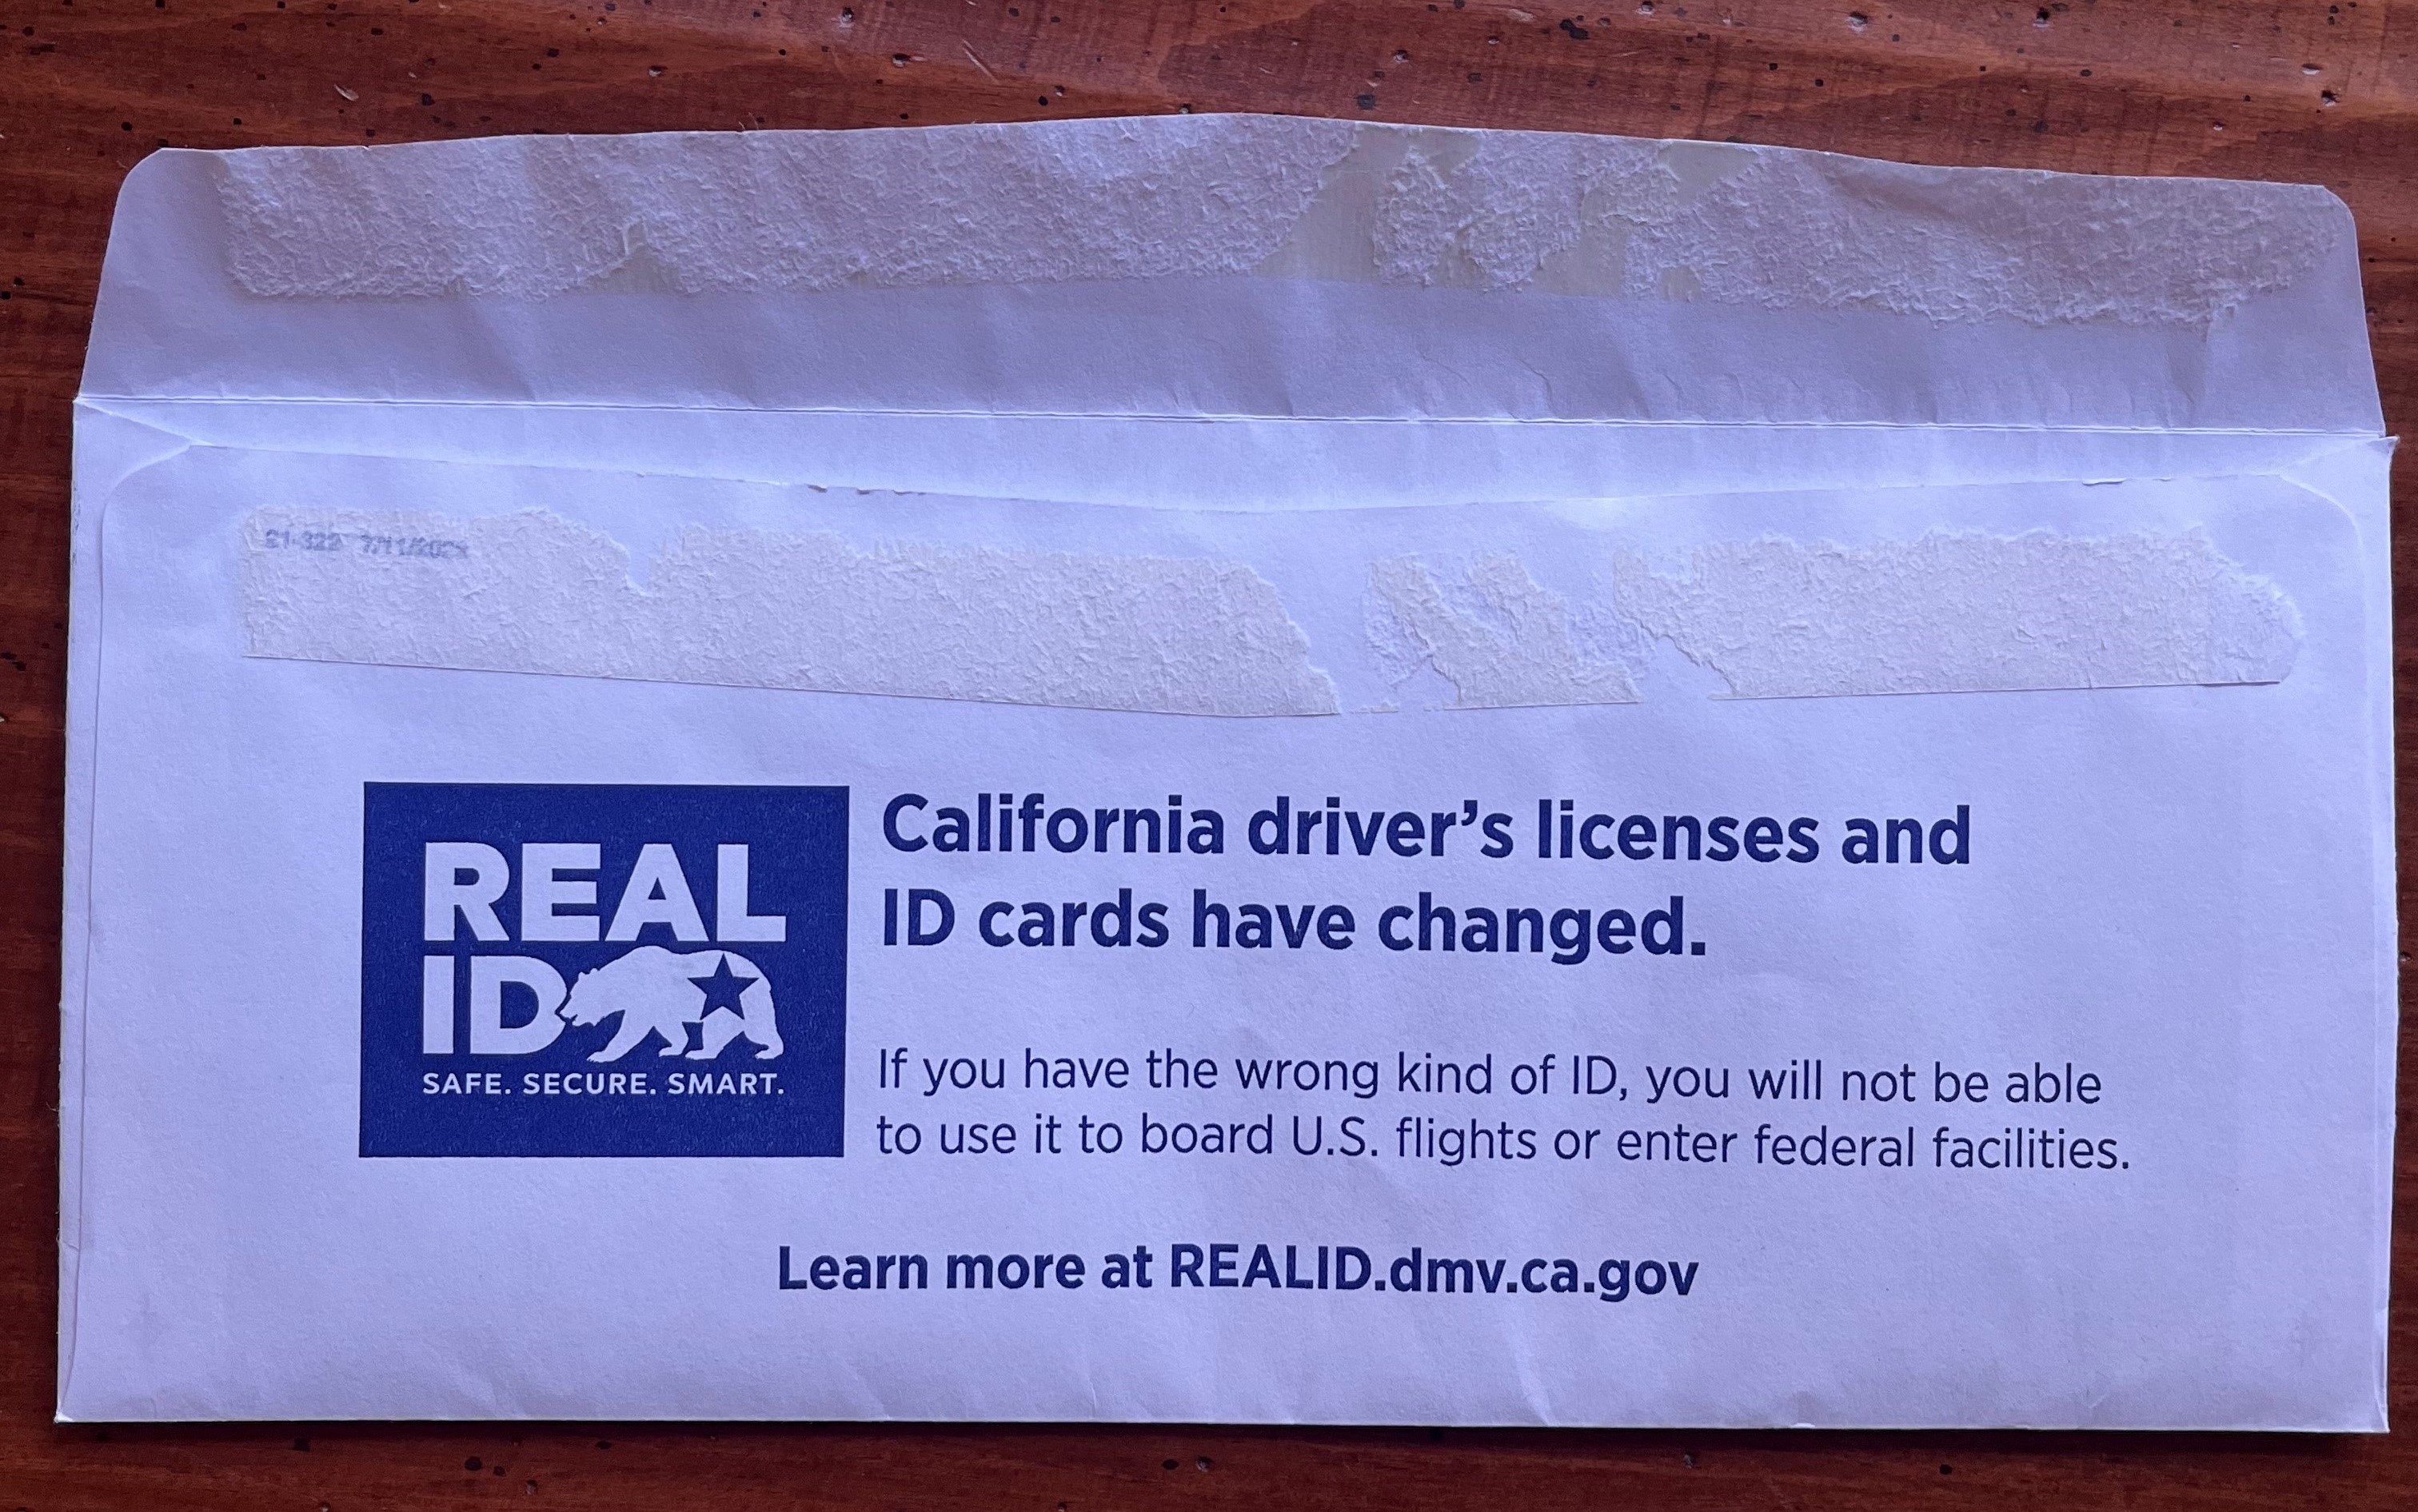 21-322
REAL
ID
SAFE. SECURE. SMART.
California driver’s licenses and
ID cards have changed.
If you have the wrong kind of ID, you will not be able
to use it to board U.S. flights or enter federal facilities.
Learn more at REALID.dmv.ca.gov